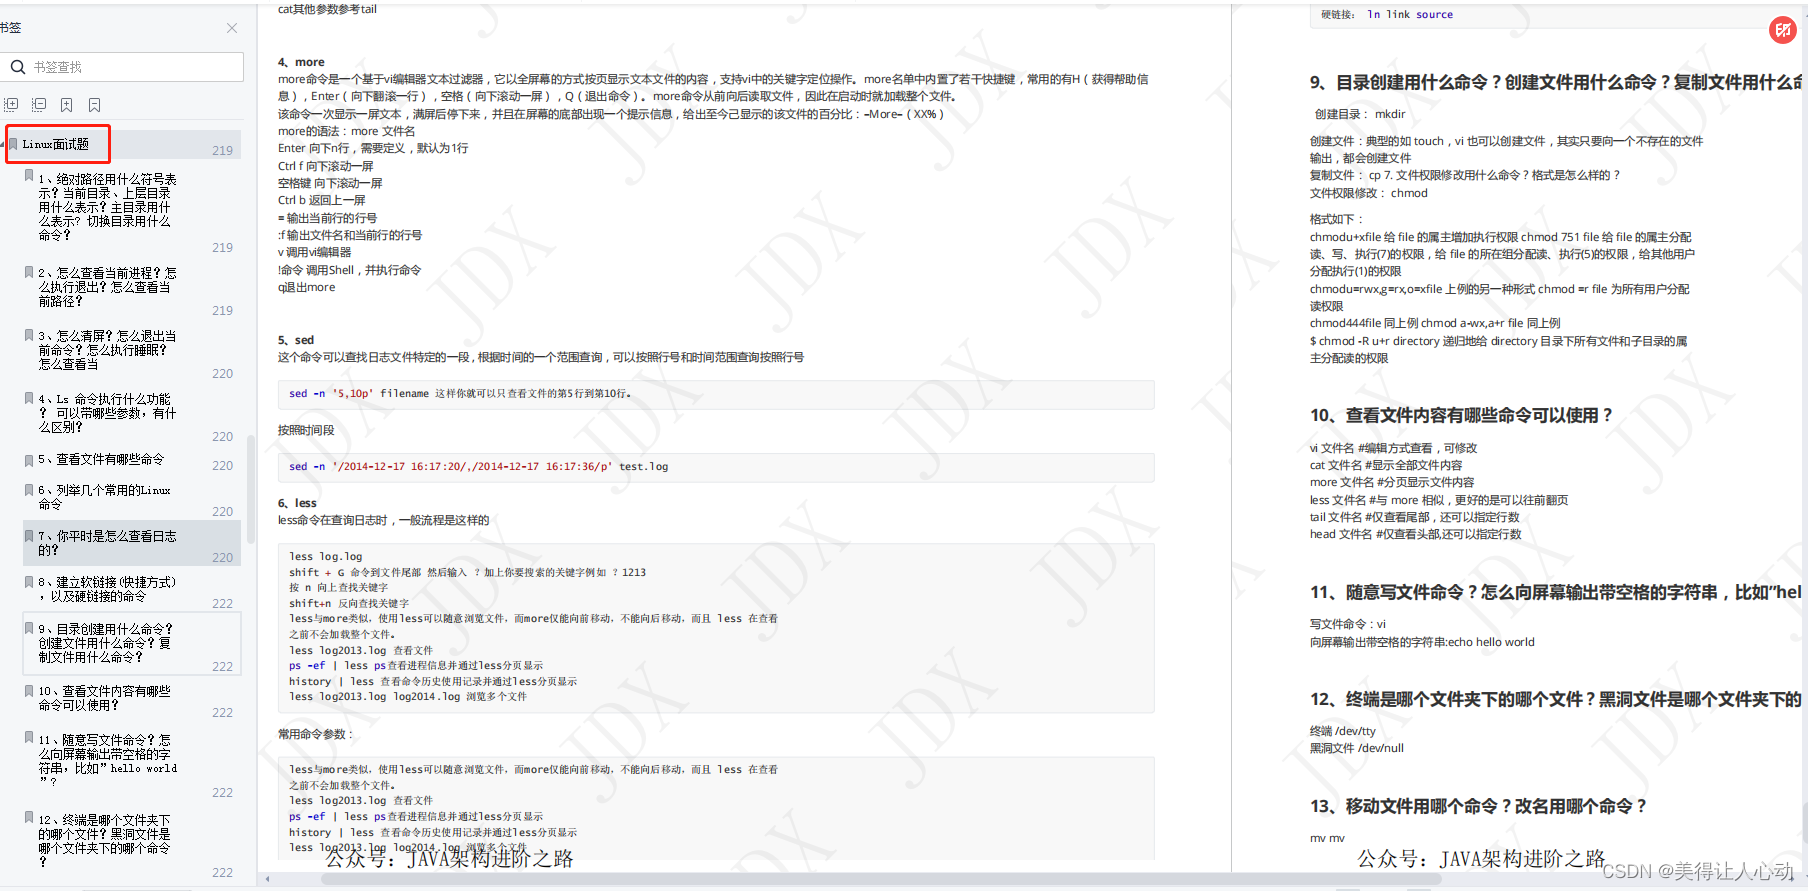 书签
书签查找
Linux面试题
219
1、绝对路径用什么符号表
示？当前目录、上层目录
用什么表示？主目录用什
么表示? 切换目录用什么
命令？
219
2、怎么查看当前进程？怎
么执行退出？怎么查看当
前路径？
219
3、怎么清屏？怎么退出当
前命令？怎么执行睡眠？
怎么查看当
220
4、Ls 命令执行什么功能
？ 可以带哪些参数，有什
么区别？
220
5、查看文件有哪些命令
220
6、列举几个常用的Linux
命令
220
7、你平时是怎么查看日志
的？
220
8、建立软链接(快捷方式)
，以及硬链接的命令
222
9、目录创建用什么命令？
创建文件用什么命令？复
制文件用什么命令？
222
10、查看文件内容有哪些
命令可以使用？
222
11、随意写文件命令？怎
么向屏幕输出带空格的字
符串，比如”hello world
”?
222
12、终端是哪个文件夹下
的哪个文件？黑洞文件是
哪个文件夹下的哪个命令
？
222
cat其他参数参考tail
4、more
more命令是一个基于vi编辑器文本过滤器，它以全屏幕的方式按页显示文本文件的内容，支持vi中的关键字定位操作。more名单中内置了若干快捷键，常用的有H（获得帮助信
息），Enter（向下翻滚一行），空格（向下滚动一屏），Q（退出命令）。more命令从前向后读取文件，因此在启动时就加载整个文件。
该命令一次显示一屏文本，满屏后停下来，并且在屏幕的底部出现一个提示信息，给出至今己显示的该文件的百分比：–More–（XX%）
more的语法：more 文件名
Enter 向下n行，需要定义，默认为1行
Ctrl f 向下滚动一屏
空格键 向下滚动一屏
Ctrl b 返回上一屏
= 输出当前行的行号
:f 输出文件名和当前行的行号
v 调用vi编辑器
!命令 调用Shell，并执行命令
q退出more
5、sed
这个命令可以查找日志文件特定的一段 , 根据时间的一个范围查询，可以按照行号和时间范围查询按照行号
sed -n '5,10p' filename 这样你就可以只查看文件的第5行到第10行。
按照时间段
sed -n '/2014-12-17 16:17:20/,/2014-12-17 16:17:36/p' test.log
6、less
less命令在查询日志时，一般流程是这样的
less log.log
shift + G 命令到文件尾部 然后输入 ？加上你要搜索的关键字例如 ？1213
按 n 向上查找关键字
shift+n 反向查找关键字
less与more类似，使用less可以随意浏览文件，而more仅能向前移动，不能向后移动，而且 less 在查看
之前不会加载整个文件。
less log2013.log 查看文件
ps -ef | less ps查看进程信息并通过less分页显示
history | less 查看命令历史使用记录并通过less分页显示
less log2013.log log2014.log 浏览多个文件
常用命令参数：
less与more类似，使用less可以随意浏览文件，而more仅能向前移动，不能向后移动，而且 less 在查看
之前不会加载整个文件。
less log2013.log 查看文件
ps -ef | less ps查看进程信息并通过less分页显示
history | less 查看命令历史使用记录并通过less分页显示
less log2013.log log2014.log 浏览多个文件
公众号：JAVA架构进阶之路
硬链接： ln link source
9、目录创建用什么命令？创建文件用什么命令？复制文件用什么命
创建目录： mkdir
创建文件：典型的如 touch，vi 也可以创建文件，其实只要向一个不存在的文件
输出，都会创建文件
复制文件： cp 7. 文件权限修改用什么命令？格式是怎么样的？
文件权限修改： chmod
格式如下：
chmodu+xfile 给 file 的属主增加执行权限 chmod 751 file 给 file 的属主分配
读、写、执行(7)的权限，给 file 的所在组分配读、执行(5)的权限，给其他用户
分配执行(1)的权限
chmodu=rwx,g=rx,o=xfile 上例的另一种形式 chmod =r file 为所有用户分配
读权限
chmod444file 同上例 chmod a-wx,a+r file 同上例
$ chmod -R u+r directory 递归地给 directory 目录下所有文件和子目录的属
主分配读的权限
10、查看文件内容有哪些命令可以使用？
vi 文件名 #编辑方式查看，可修改
cat 文件名 #显示全部文件内容
more 文件名 #分页显示文件内容
less 文件名 #与 more 相似，更好的是可以往前翻页
tail 文件名 #仅查看尾部，还可以指定行数
head 文件名 #仅查看头部,还可以指定行数
11、随意写文件命令？怎么向屏幕输出带空格的字符串，比如”hel
写文件命令：vi
向屏幕输出带空格的字符串:echo hello world
12、终端是哪个文件夹下的哪个文件？黑洞文件是哪个文件夹下的
终端 /dev/tty
黑洞文件 /dev/null
13、移动文件用哪个命令？改名用哪个命令？
mv mv
公众号：JAVA架构进阶之路
CSDN @美得让人心动